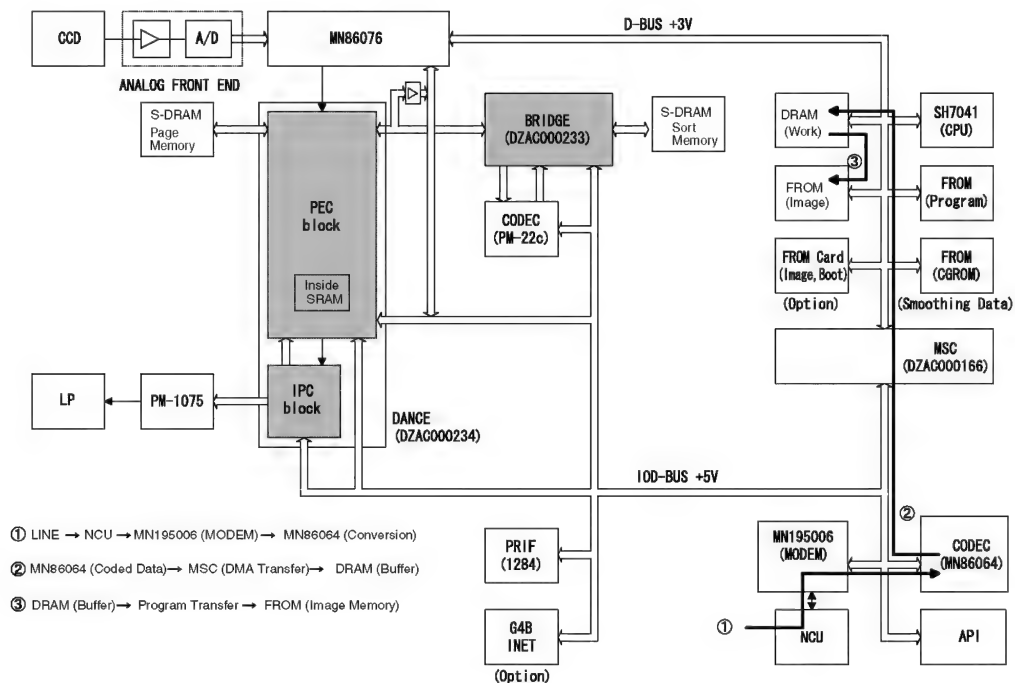 CCD
A/D
ANALOG FRONT END
MN86076
D-BUS +3V
S-DRAM
Page
Memory
BRIDGE
(DZAC000233)
S-DRAM
Sort
Memory
DRAM
(Work)
SH7041
(CPU)
③
PEC
block
CODEC
(PM-22c)
FROM
(Image)
FROM
(Program)
Inside
SRAM
FROM Card
(Image, Boot)
(Option)
FROM
(CGROM)
(Smoothing Data)
MSC
(DZAC000166)
LP
PM-1075
IPC
block
DANCE
(DZAC000234)
IOD-BUS +5V
① LINE → NCU → MN195006 (MODEM) → MN86064 (Conversion)
② MN86064 (Coded Data) → MSC (DMA Transfer) → DRAM (Buffer)
③ DRAM (Buffer) → Program Transfer → FROM (Image Memory)
PRIF
(1284)
G4B
INET
(Option)
②
MN195006
(MODEM)
CODEC
(MN86064)
①
NCU
API